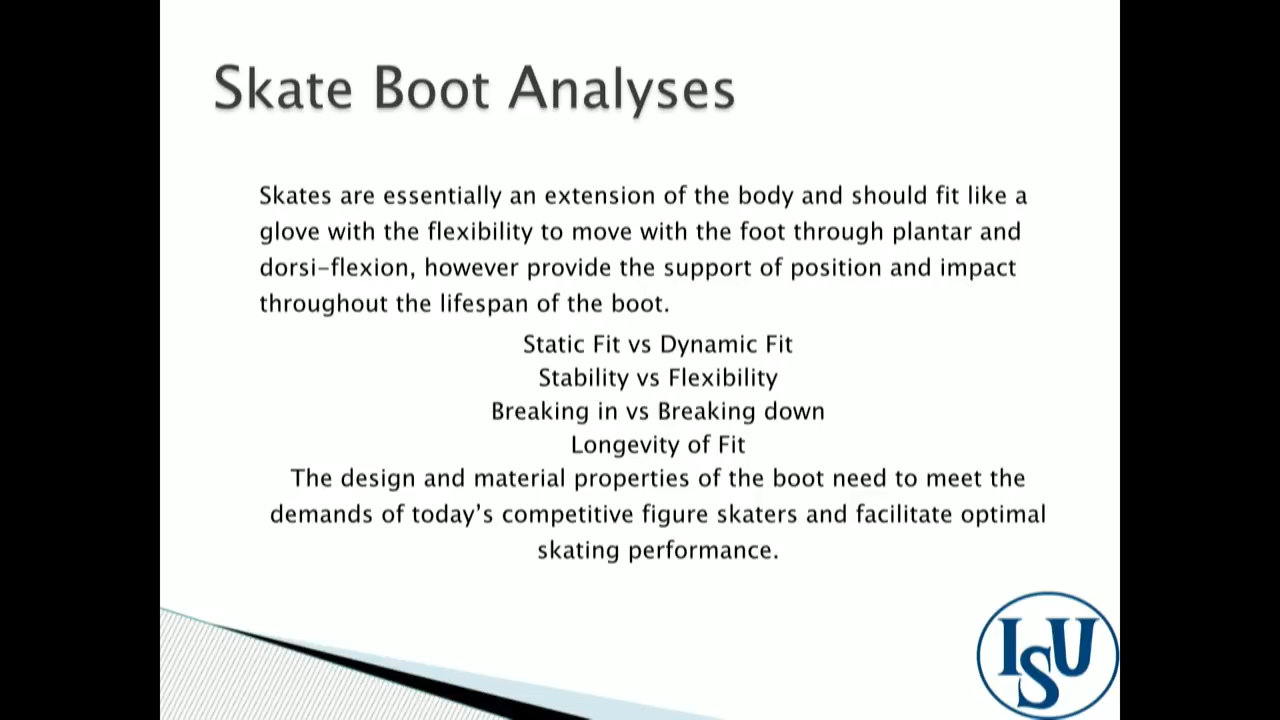 Skate Boot Analyses
Skates are essentially an extension of the body and should fit like a
glove with the flexibility to move with the foot through plantar and
dorsi-flexion, however provide the support of position and impact
throughout the lifespan of the boot.
Static Fit vs Dynamic Fit
Stability vs Flexibility
Breaking in vs Breaking down
Longevity of Fit
The design and material properties of the boot need to meet the
demands of today’s competitive figure skaters and facilitate optimal
skating performance.
ISU